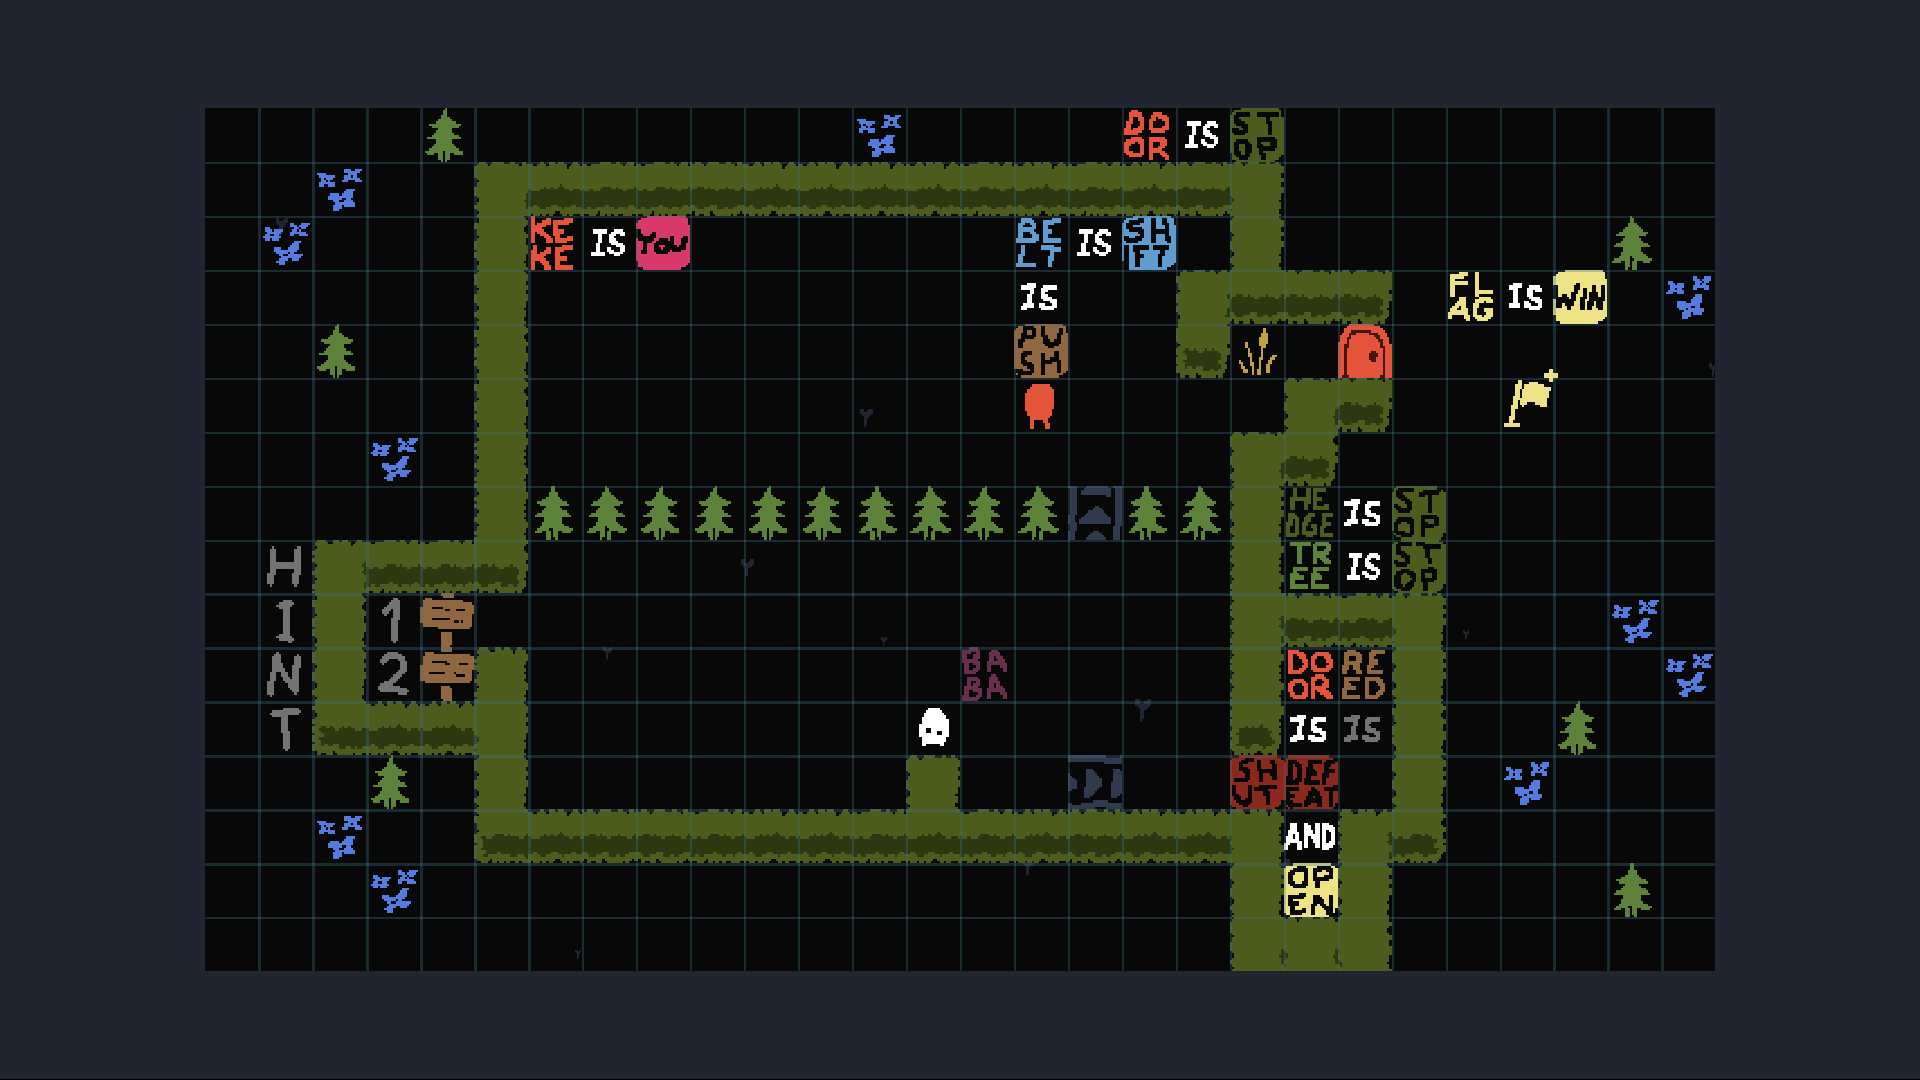 DOOR IS STOP
KEKE IS YOU
BELT IS SHIFT
IS
PUSH
FLAG IS WIN
HEDGE IS STOP
TREE IS STOP
HINT
1
2
BABA
DOOR REED
IS IS
SHUT DEFEAT
AND
OPEN